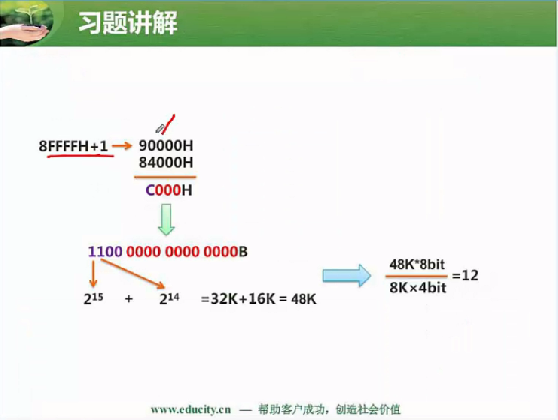 习题讲解
8FFFFH+1
90000H
84000H
C000H
1100 0000 0000 0000B
2¹⁵ + 2¹⁴ =32K+16K = 48K
48K*8bit
8K×4bit
=12
www.educity.cn — 帮助客户成功，创造社会价值